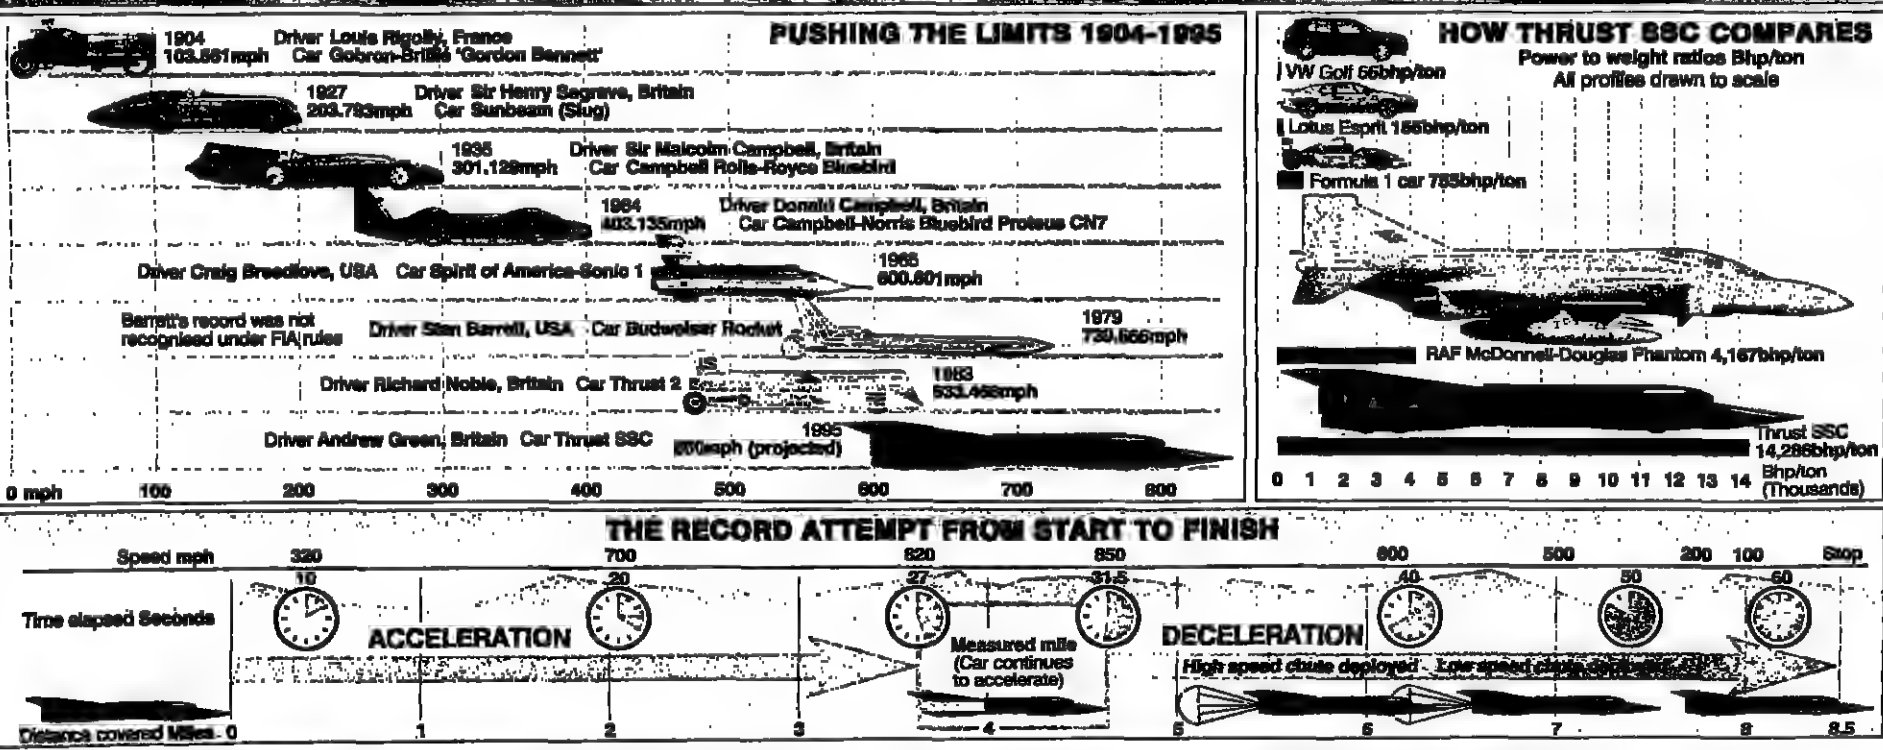 PUSHING THE LIMITS 1904-1995
1904 Driver Louis Rigolly, France
103.561mph Car Gobron-Brillié 'Gordon Bennett'
1927 Driver Sir Henry Segrave, Britain
203.793mph Car Sunbeam (Slug)
1935 Driver Sir Malcolm Campbell, Britain
301.129mph Car Campbell Rolls-Royce Bluebird
1964 Driver Donald Campbell, Britain
403.135mph Car Campbell-Norris Bluebird Proteus CN7
Driver Craig Breedlove, USA Car Spirit of America-Sonic 1
1965
600.601mph
Barrett's record was not
recognised under FIA rules
Driver Stan Barrett, USA Car Budweiser Rocket
1979
739.666mph
Driver Richard Noble, Britain Car Thrust 2
1983
633.468mph
Driver Andrew Green, Britain Car Thrust SSC
1995
(projected)
0 mph 100 200 300 400 500 600 700 800
HOW THRUST SSC COMPARES
Power to weight ratios Bhp/ton
All profiles drawn to scale
VW Golf bhp/ton
Lotus Esprit 155bhp/ton
Formula 1 car 755bhp/ton
RAF McDonnell-Douglas Phantom 4,167bhp/ton
Thrust SSC
14,286bhp/ton
0 1 2 3 4 5 6 7 8 9 10 11 12 13 14
Bhp/ton
(Thousands)
THE RECORD ATTEMPT FROM START TO FINISH
Speed mph 320 700 820 850 600 500 200 100 Stop
10 20 27 31.5 40 50 60
Time elapsed Seconds
ACCELERATION
Measured mile
(Car continues
to accelerate)
DECELERATION
High speed chute deployed Low speed chute deployed
Distance covered Miles 0 1 2 3 4 5 6 7 8 8.5